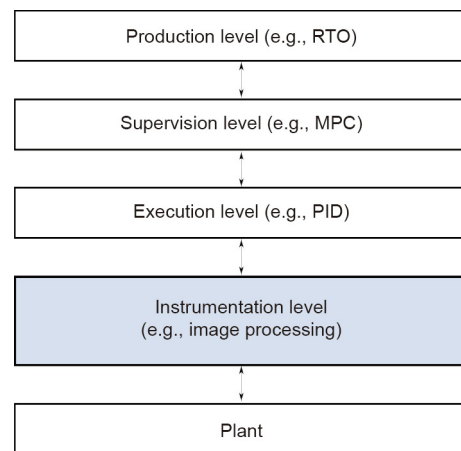 Production level (e.g., RTO)
Supervision level (e.g., MPC)
Execution level (e.g., PID)
Instrumentation level
(e.g., image processing)
Plant